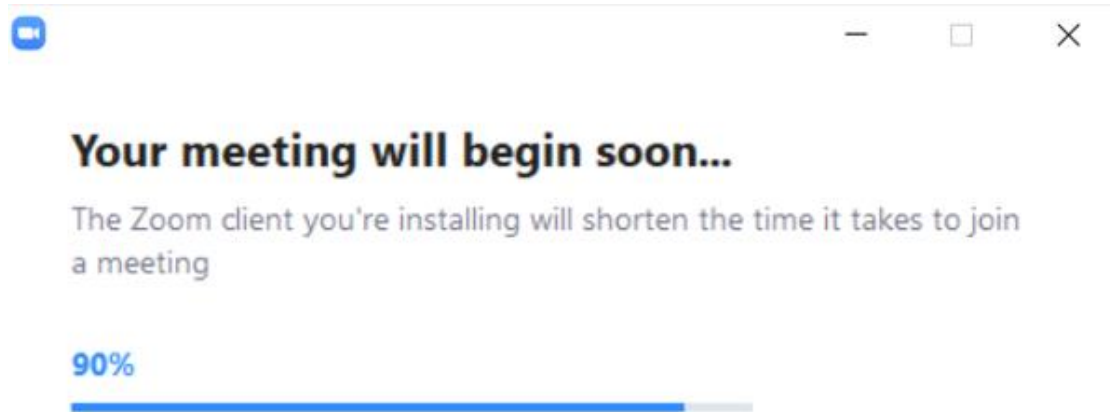 Your meeting will begin soon...
The Zoom client you're installing will shorten the time it takes to join
a meeting
90%